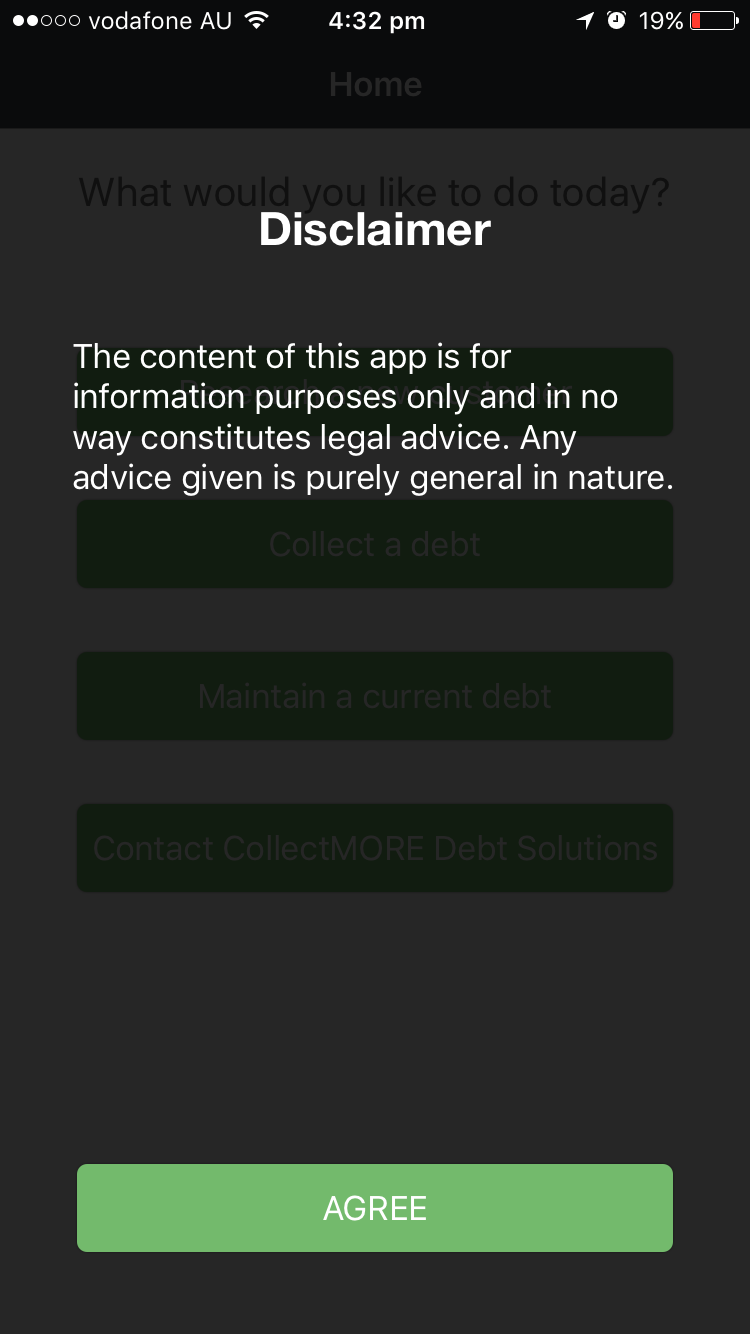 vodafone AU 4:32 pm 19%
Home
What would you like to do today?
Disclaimer
The content of this app is for
information purposes only and in no
way constitutes legal advice. Any
advice given is purely general in nature.
Collect a debt
Maintain a current debt
Contact CollectMORE Debt Solutions
AGREE